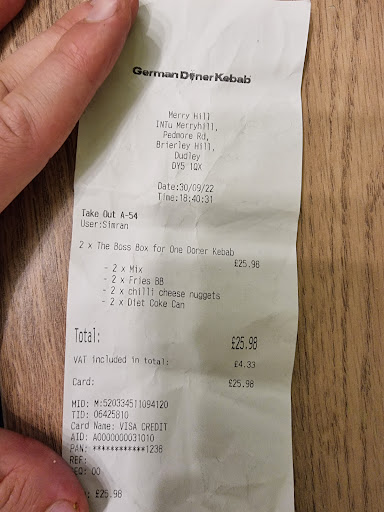 German Doner Kebab
Merry Hill
INTu Merryhill,
Pedmore Rd,
Brierley Hill,
Dudley
DY5 1QX
Date:30/09/22
Time:18:40:31
Take Out A-54
User:Simran
2 x The Boss Box for One Doner Kebab
£25.98
- 2 x Mix
- 2 x Fries BB
- 2 x chilli cheese nuggets
- 2 x Diet Coke Can
Total: £25.98
VAT included in total: £4.33
Card: £25.98
MID: M:520334511094120
TID: 06425810
Card Name: VISA CREDIT
AID: A0000000031010
PAN: ************1236
REF:
SEQ: 00
£25.98